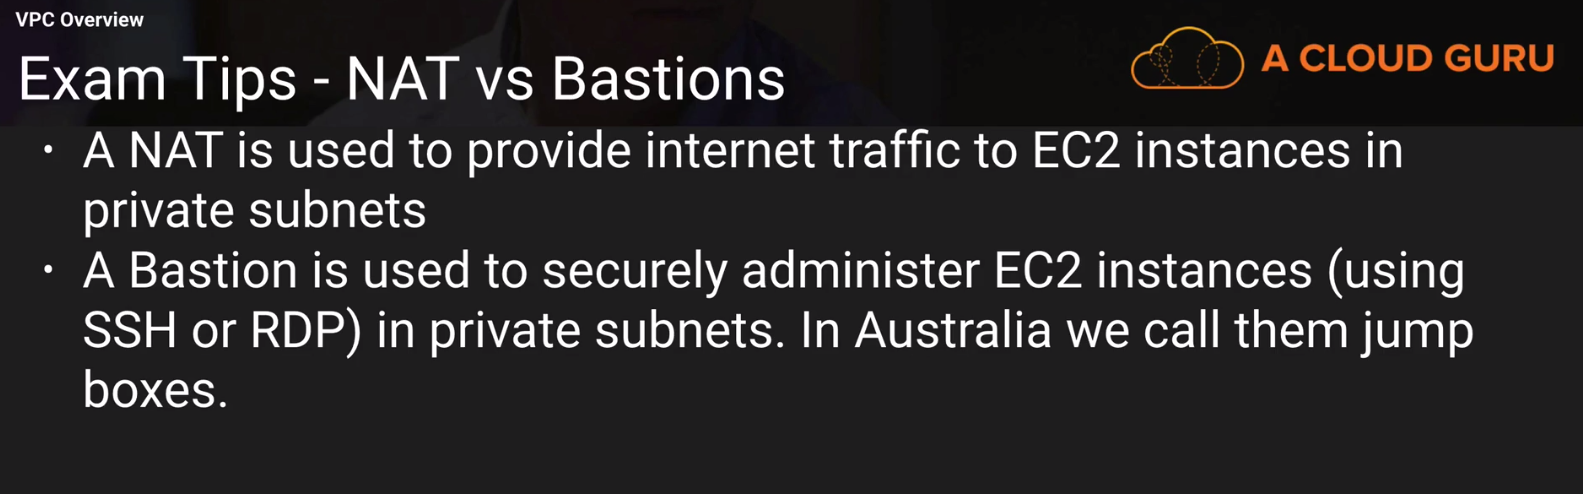 VPC Overview
Exam Tips - NAT vs Bastions
A CLOUD GURU
• A NAT is used to provide internet traffic to EC2 instances in
private subnets
• A Bastion is used to securely administer EC2 instances (using
SSH or RDP) in private subnets. In Australia we call them jump
boxes.